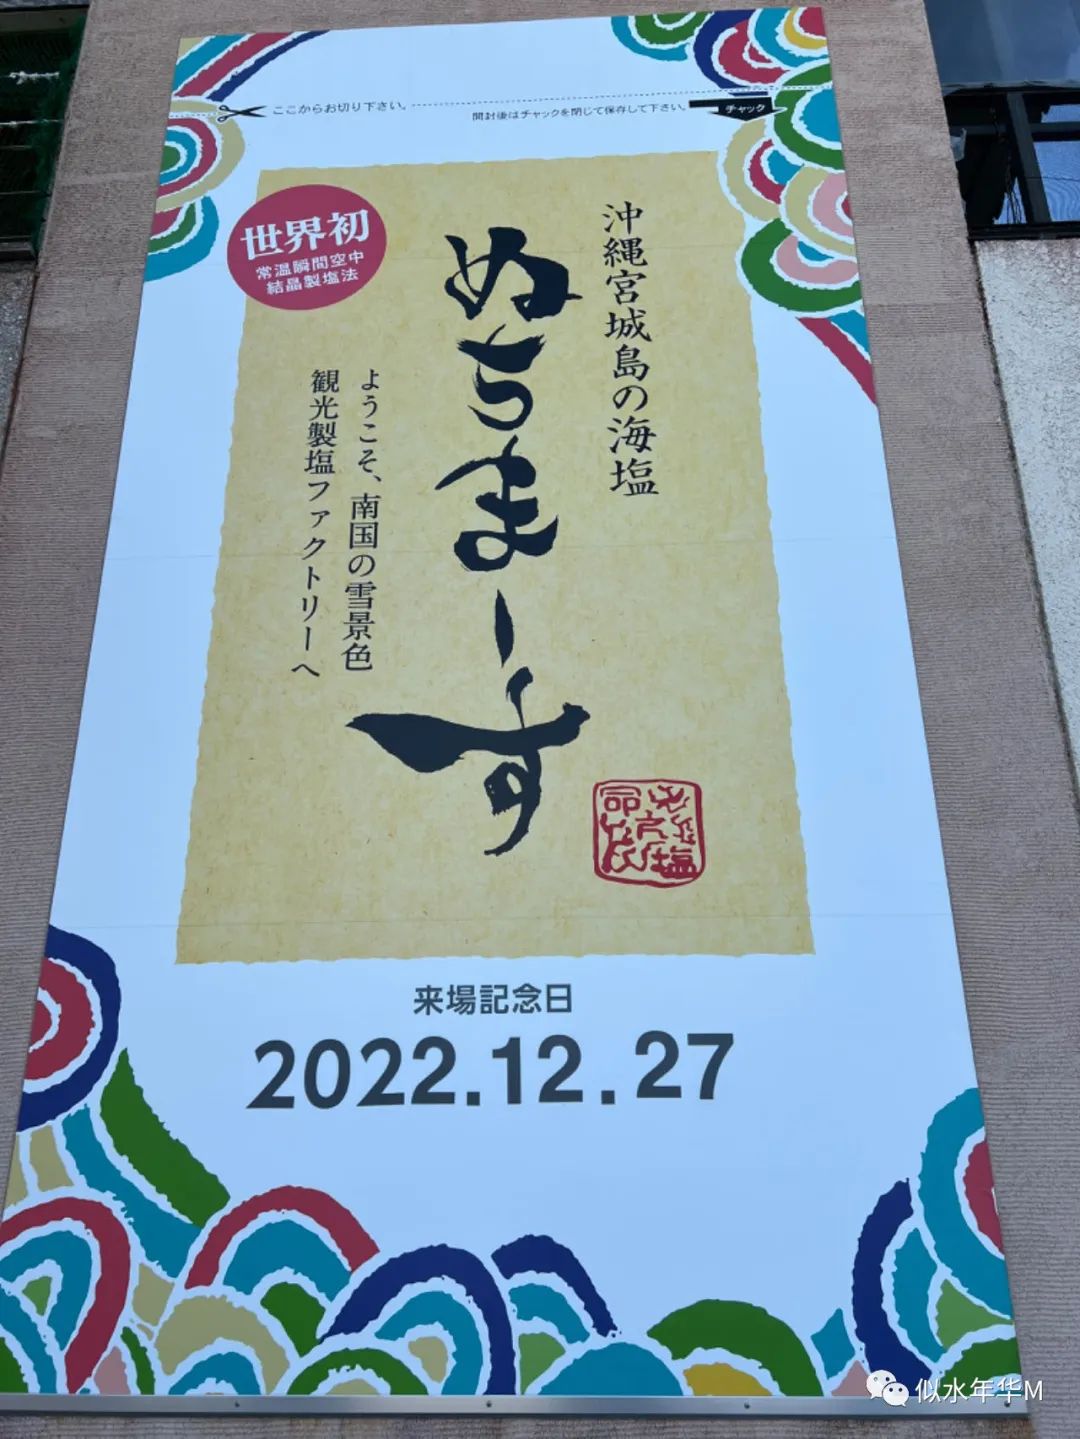 ここからお切り下さい。
開封後はチャックを閉じて保存して下さい。
チャック
世界初
常温瞬間空中
結晶製塩法
沖縄宮城島の海塩
ぬちまーす
ようこそ、南国の雪景色
観光製塩ファクトリーへ
来場記念日
2022.12.27
似水年华M